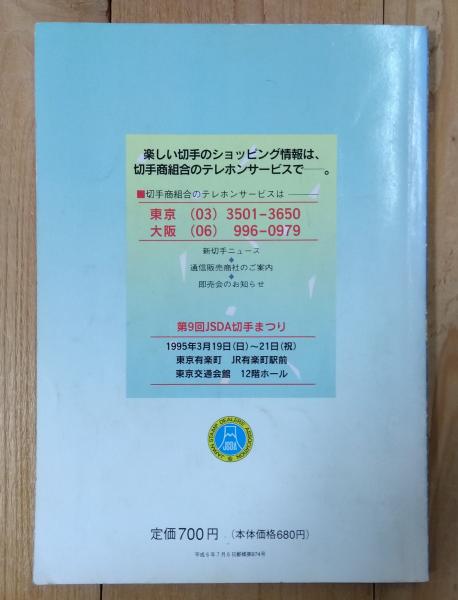 楽しい切手のショッピング情報は、
切手商組合のテレホンサービスで──。
■切手商組合のテレホンサービスは────
東京 (03) 3501−3650
大阪 (06) 996−0979
新切手ニュース
◆
通信販売商社のご案内
◆
即売会のお知らせ
第9回JSDA切手まつり
1995年3月19日(日)〜21日(祝)
東京有楽町 JR有楽町駅前
東京交通会館 12階ホール
JAPAN STAMP DEALERS ASSOCIATION
JSDA
定価700円 (本体価格680円)